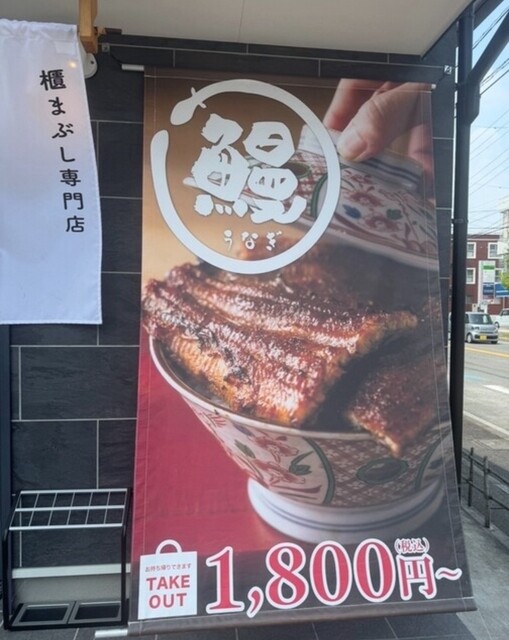 櫃まぶし専門店
鰻
うなぎ
お持ち帰りできます
TAKE
OUT
1,800円~
(税込)